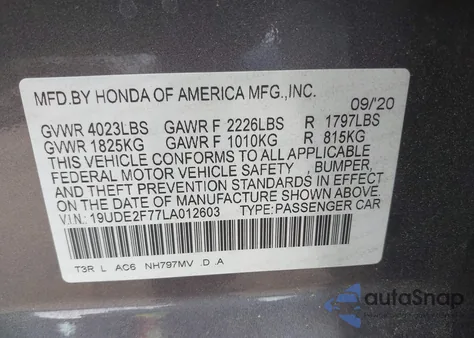 MFD.BY HONDA OF AMERICA MFG.,INC.
09/'20
GVWR 4023LBS GAWR F 2226LBS R 1797LBS
GVWR 1825KG GAWR F 1010KG R 815KG
THIS VEHICLE CONFORMS TO ALL APPLICABLE
FEDERAL MOTOR VEHICLE SAFETY , BUMPER,
AND THEFT PREVENTION STANDARDS IN EFFECT
ON THE DATE OF MANUFACTURE SHOWN ABOVE.
V.I.N: 19UDE2F77LA012603 TYPE:PASSENGER CAR
T3R L AC6 NH797MV .D .A
autoSnap